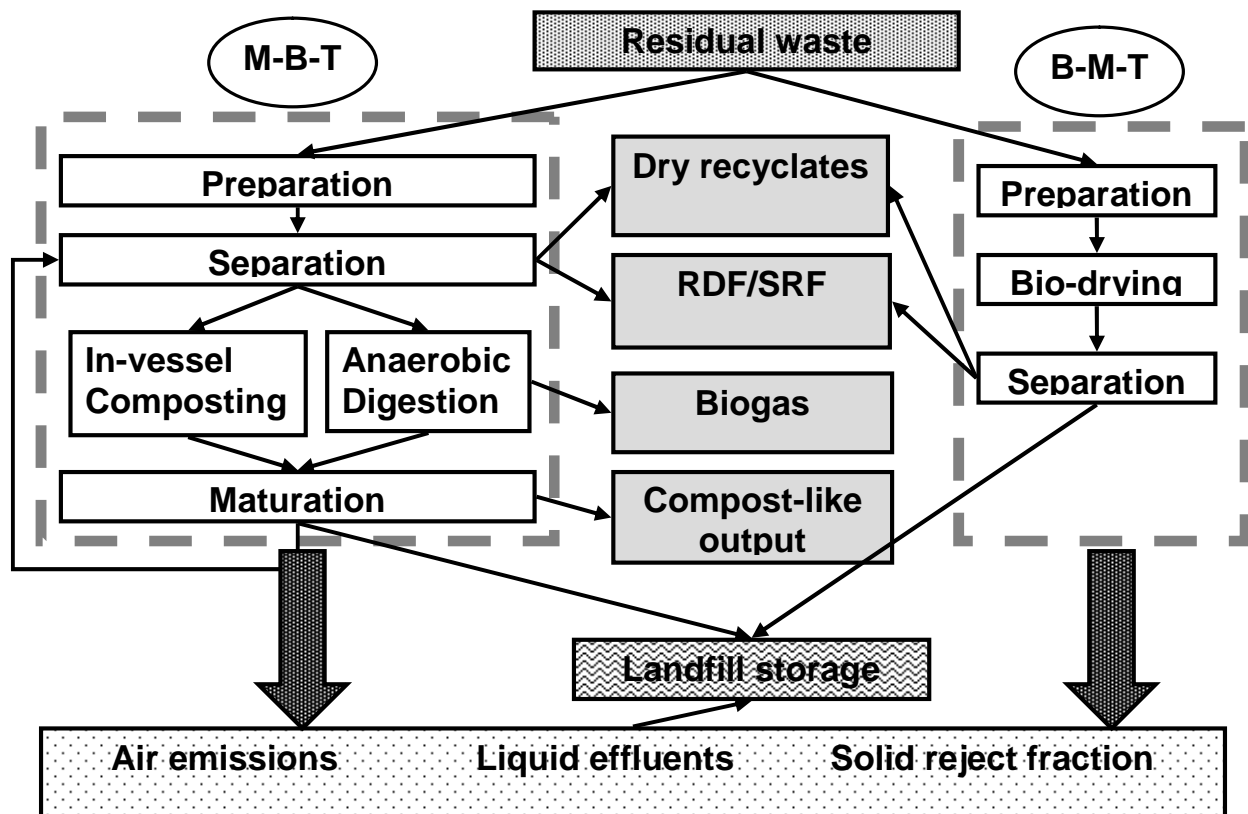 M-B-T
Residual waste
B-M-T
Preparation
Separation
In-vessel
Composting
Anaerobic
Digestion
Maturation
Dry recyclates
RDF/SRF
Biogas
Compost-like
output
Preparation
Bio-drying
Separation
Landfill storage
Air emissions
Liquid effluents
Solid reject fraction